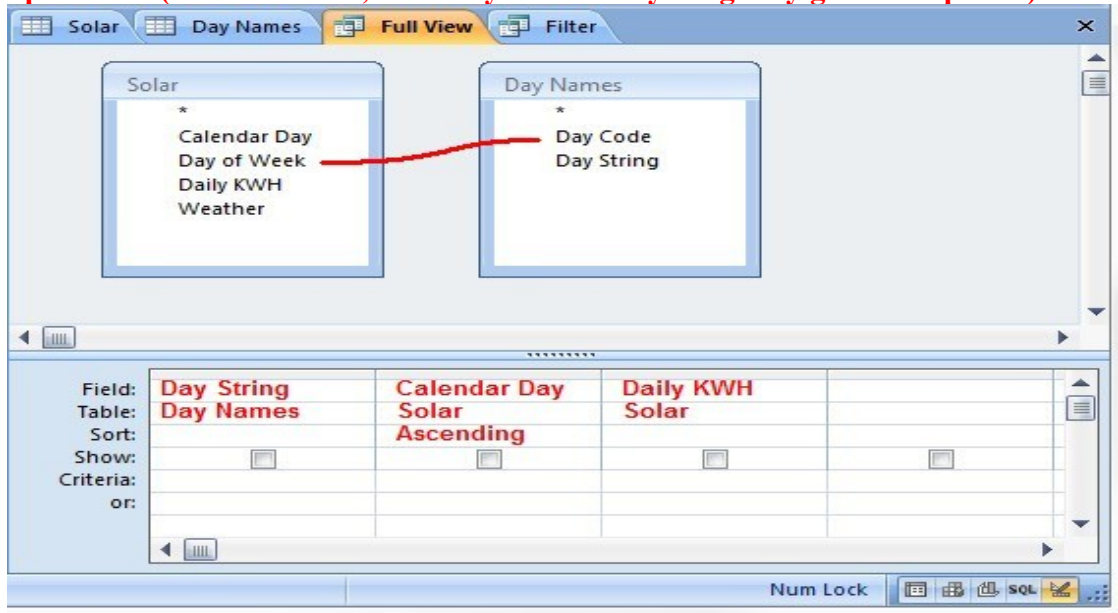 Solar Day Names Full View Filter
Solar
*
Calendar Day
Day of Week
Daily KWH
Weather
Day Names
*
Day Code
Day String
Field: Day String Calendar Day Daily KWH
Table: Day Names Solar Solar
Sort: Ascending
Show:
Criteria:
or:
Num Lock SQL